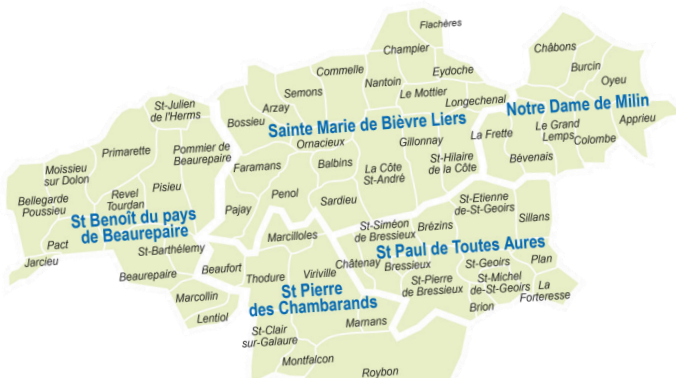 Flachères
Champier
Châbons
Commelle
Eydoche
Burcin
Nantoin
Oyeu
Semons
Le Mottier
St-Julien
de l'Herms
Arzay
Longechenal
Notre Dame de Milin
Bossieu
Sainte Marie de Bièvre Liers
Apprieu
La Frette
Le Grand
Lemps
Colombe
Ornacieux
Gillonnay
Primarette
Pommier de
Beaurepaire
Bévenais
Faramans
Balbins
St-Hilaire
de la Côte
La Côte
St-André
Moissieu
sur Dolon
Pisieu
Penol
Sardieu
Revel
Tourdan
Bellegarde
Poussieu
Pajay
St-Etienne
de-St-Geoirs
St Benoît du pays
de Beaurepaire
Sillans
St-Siméon
de Bressieux
Brézins
Marcilloles
St Paul de Toutes Aures
Pact
St-Barthélemy
Jarcieu
Beaurepaire
Beaufort
Thodure
Viriville
Châtenay
Bressieux
St-Geoirs
Plan
St-Pierre
de Bressieux
St-Michel
de-St-Geoirs
La
Forteresse
St Pierre
des Chambarands
Marcollin
Brion
Lentiol
Marnans
St-Clair
sur-Galaure
Montfalcon
Roybon